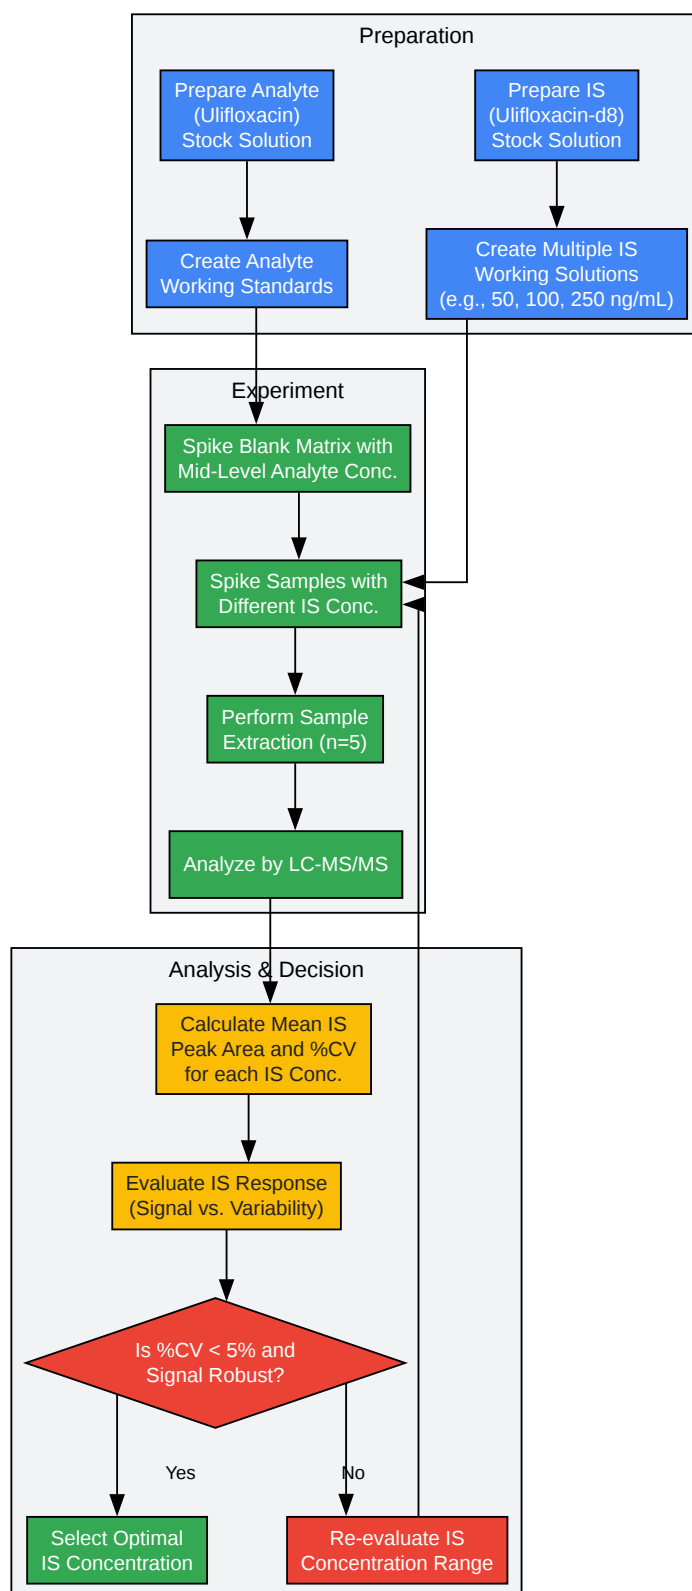 Preparation
Prepare Analyte
(Ulifloxacin)
Stock Solution
Prepare IS
(Ulifloxacin-d8)
Stock Solution
Create Analyte
Working Standards
Create Multiple IS
Working Solutions
(e.g., 50, 100, 250 ng/mL)
Experiment
Spike Blank Matrix with
Mid-Level Analyte Conc.
Spike Samples with
Different IS Conc.
Perform Sample
Extraction (n=5)
Analyze by LC-MS/MS
Analysis & Decision
Calculate Mean IS
Peak Area and %CV
for each IS Conc.
Evaluate IS Response
(Signal vs. Variability)
Is %CV < 5% and
Signal Robust?
Yes
No
Select Optimal
IS Concentration
Re-evaluate IS
Concentration Range